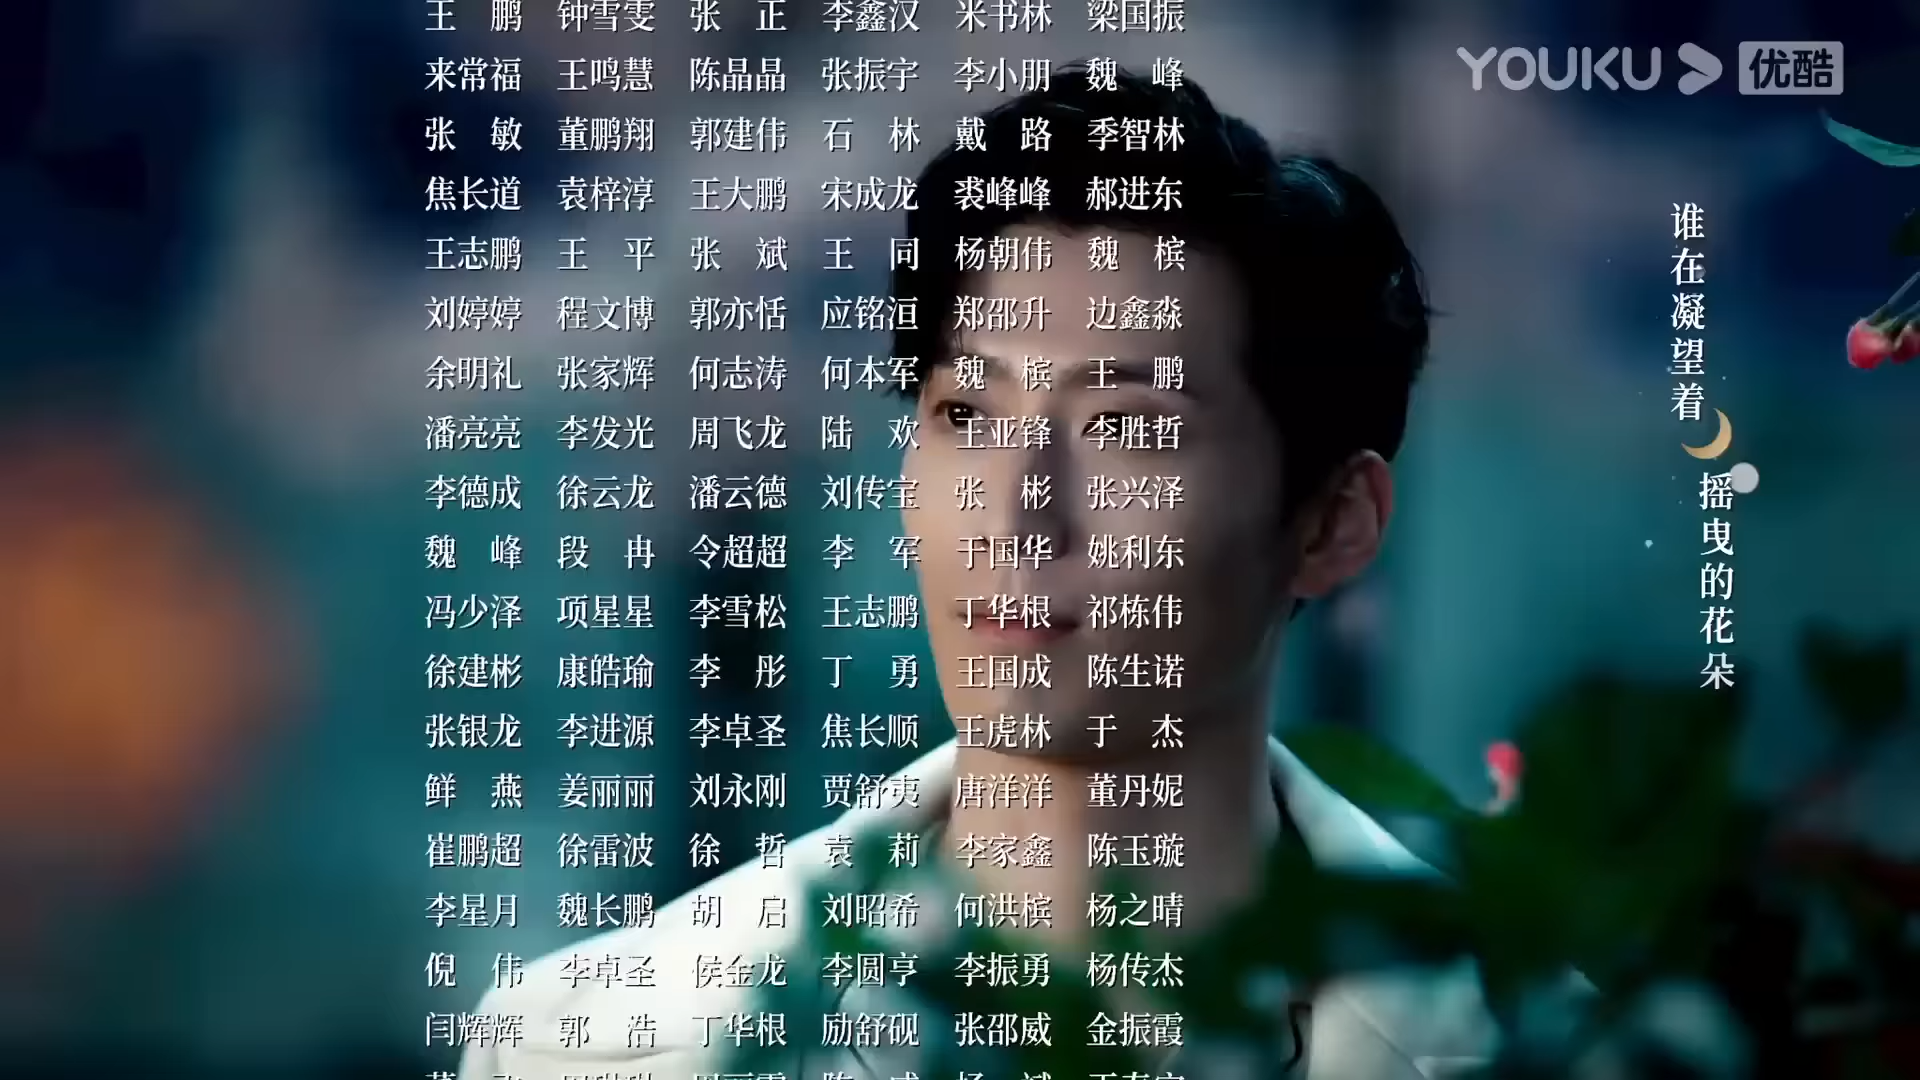 王　鹏　钟雪雯　张　正　李鑫汉　米书林　梁国振
来常福　王鸣慧　陈晶晶　张振宇　李小朋　魏　峰
张　敏　董鹏翔　郭建伟　石　林　戴　路　季智林
焦长道　袁梓淳　王大鹏　宋成龙　裘峰峰　郝进东
王志鹏　王　平　张　斌　王　同　杨朝伟　魏　槟
刘婷婷　程文博　郭亦恬　应铭洹　郑邵升　边鑫淼
余明礼　张家辉　何志涛　何本军　魏　槟　王　鹏
潘亮亮　李发光　周飞龙　陆　欢　王亚锋　李胜哲
李德成　徐云龙　潘云德　刘传宝　张　彬　张兴泽
魏　峰　段　冉　令超超　李　军　于国华　姚利东
冯少泽　项星星　李雪松　王志鹏　丁华根　祁栋伟
徐建彬　康皓瑜　李　彤　丁　勇　王国成　陈生诺
张银龙　李进源　李卓圣　焦长顺　王虎林　于　杰
鲜　燕　姜丽丽　刘永刚　贾舒夷　唐洋洋　董丹妮
崔鹏超　徐雷波　徐　哲　袁　莉　李家鑫　陈玉璇
李星月　魏长鹏　胡　启　刘昭希　何洪槟　杨之晴
倪　伟　李卓圣　侯金龙　李圆亨　李振勇　杨传杰
闫辉辉　郭　浩　丁华根　励舒砚　张邵威　金振霞
YOUKU 优酷
谁在凝望着
摇曳的花朵